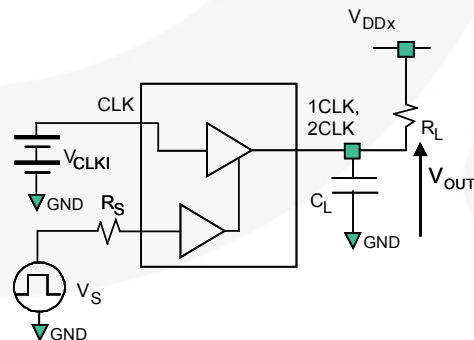 VDDx
CLK
1CLK,
2CLK
RL
VCLKI
VOUT
GND
RS
CL
GND
VS
GND